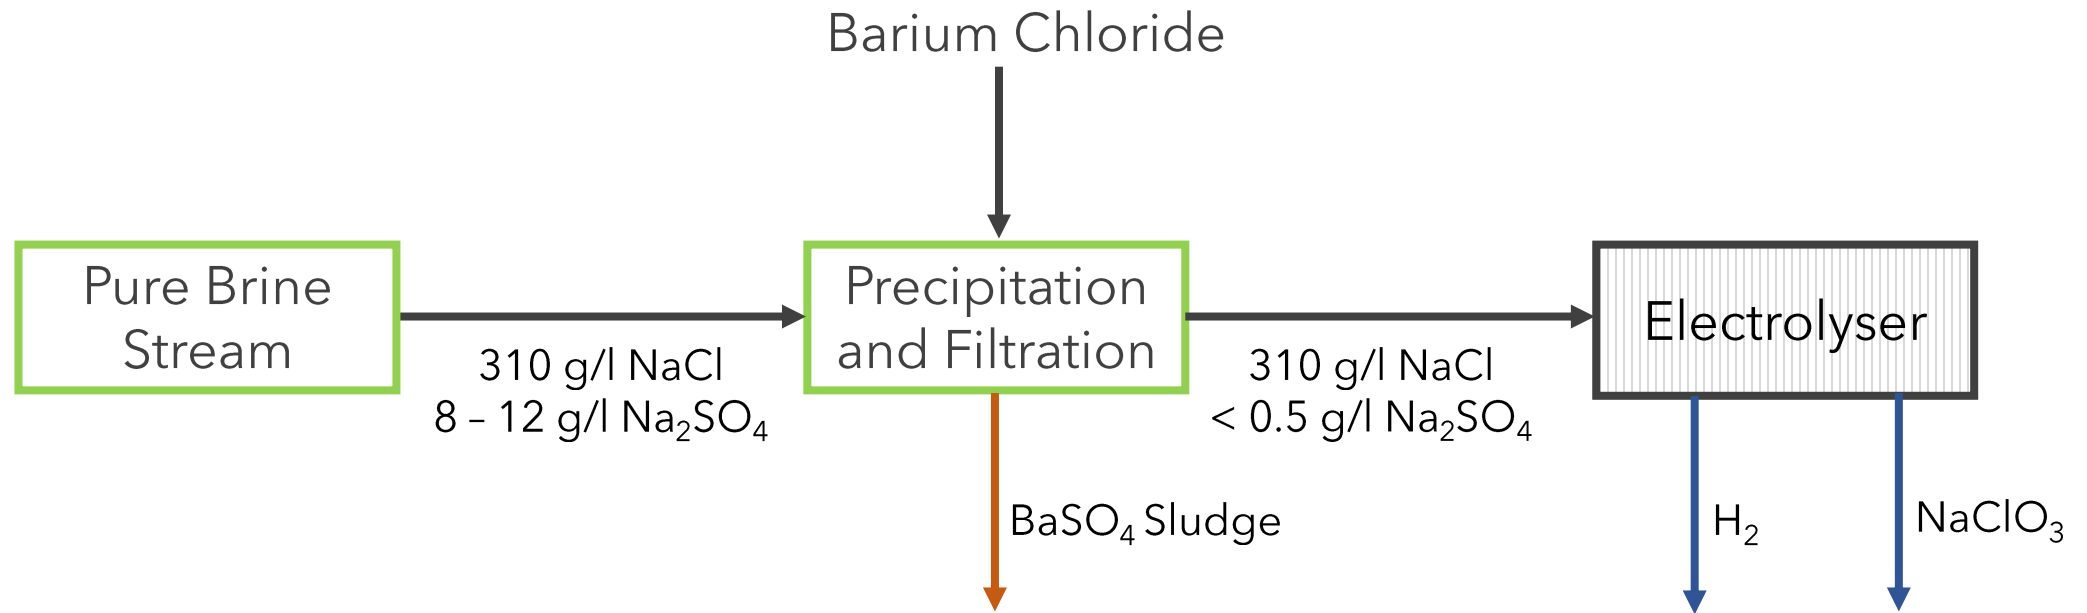 Barium Chloride
Pure Brine
Stream
310 g/l NaCl
8 – 12 g/l Na₂SO₄
Precipitation
and Filtration
310 g/l NaCl
< 0.5 g/l Na₂SO₄
Electrolyser
BaSO₄ Sludge
H₂
NaClO₃